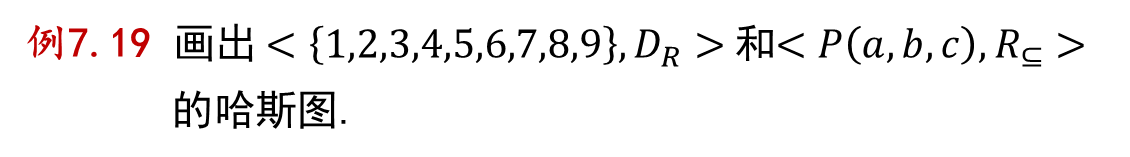 例7.19 画出 < {1,2,3,4,5,6,7,8,9}, D_R > 和< P(a, b, c), R_⊆ >
的哈斯图.